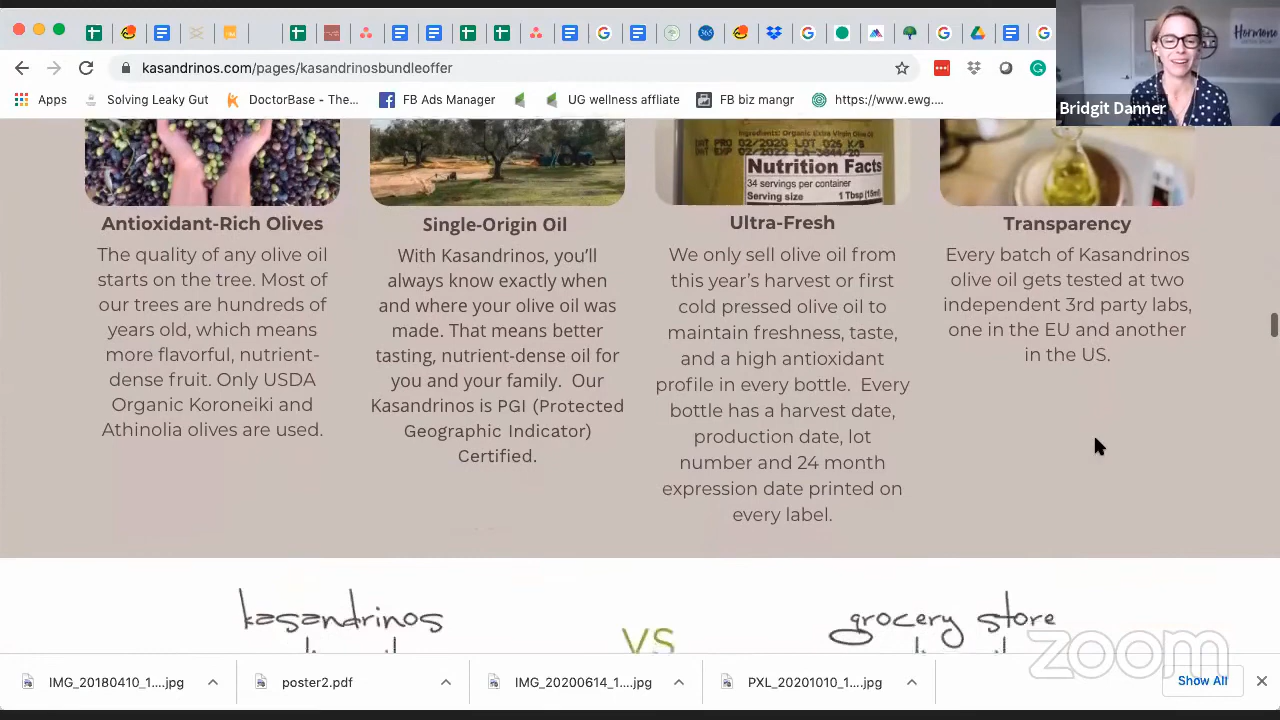 kasandrinos.com/pages/kasandrinosbundleoffer
Apps
Solving Leaky Gut
DoctorBase - The...
FB Ads Manager
UG wellness affliate
FB biz mangr
https://www.ewg....
Hormone
Bridgit Danner
Ingredients: Organic Extra Virgin Olive Oil
Nutrition Facts
34 servings per container
Serving size 1 Tbsp (15ml)
Antioxidant-Rich Olives
The quality of any olive oil
starts on the tree. Most of
our trees are hundreds of
years old, which means
more flavorful, nutrient-
dense fruit. Only USDA
Organic Koroneiki and
Athinolia olives are used.
Single-Origin Oil
With Kasandrinos, you’ll
always know exactly when
and where your olive oil was
made. That means better
tasting, nutrient-dense oil for
you and your family. Our
Kasandrinos is PGI (Protected
Geographic Indicator)
Certified.
Ultra-Fresh
We only sell olive oil from
this year’s harvest or first
cold pressed olive oil to
maintain freshness, taste,
and a high antioxidant
profile in every bottle. Every
bottle has a harvest date,
production date, lot
number and 24 month
expression date printed on
every label.
Transparency
Every batch of Kasandrinos
olive oil gets tested at two
independent 3rd party labs,
one in the EU and another
in the US.
kasandrinos
vs
grocery store
zoom
IMG_20180410_1....jpg
poster2.pdf
IMG_20200614_1....jpg
PXL_20201010_1....jpg
Show All